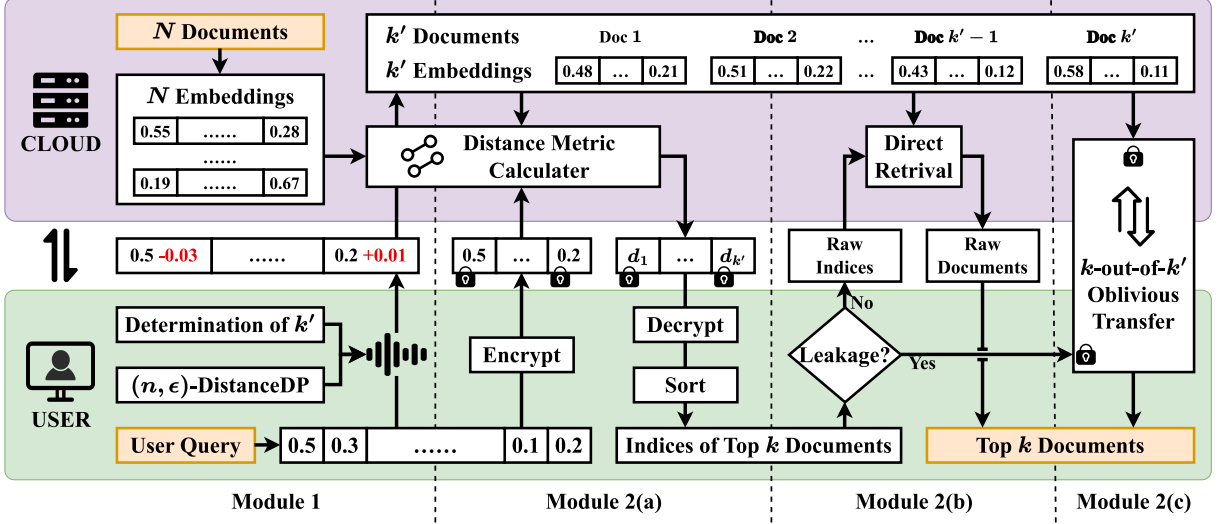 N Documents
N Embeddings
0.55 ...... 0.28
......
0.19 ...... 0.67
CLOUD
k′ Documents Doc 1 Doc 2 ... Doc k′ − 1 Doc k′
k′ Embeddings 0.48 ... 0.21 0.51 ... 0.22 ... 0.43 ... 0.12 0.58 ... 0.11
Distance Metric
Calculater
Direct
Retrival
0.5 -0.03 ...... 0.2 +0.01
0.5 ... 0.2
d1 ... dk′
Raw
Indices
Raw
Documents
k-out-of-k′
Oblivious
Transfer
Determination of k′
(n, ϵ)-DistanceDP
Encrypt
Decrypt
Sort
No
Leakage?
Yes
USER
User Query
0.5 0.3 ...... 0.1 0.2
Indices of Top k Documents
Top k Documents
Module 1
Module 2(a)
Module 2(b)
Module 2(c)